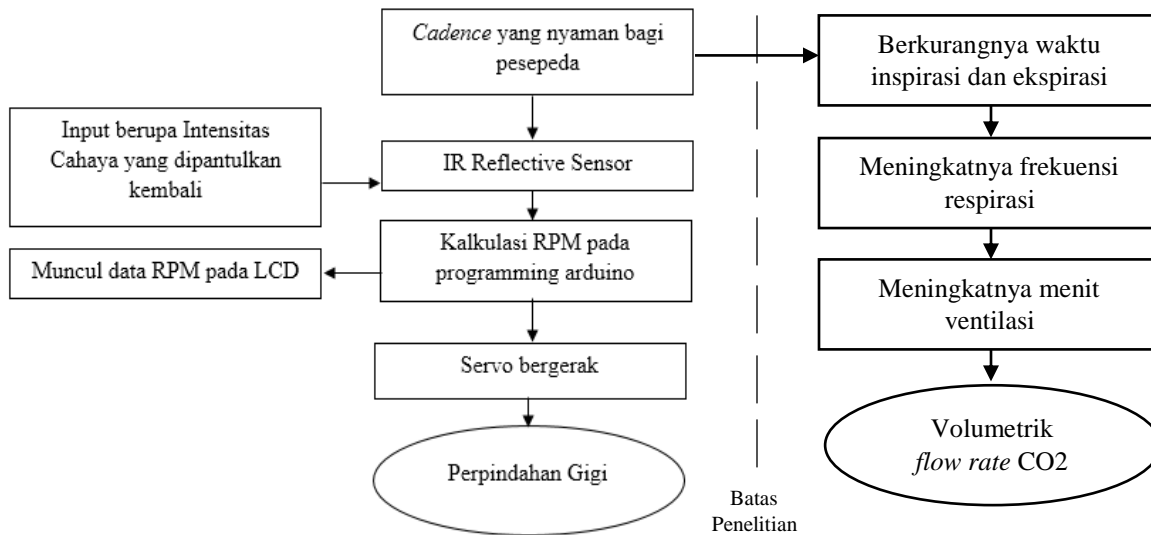 Cadence yang nyaman bagi
pesepeda
Input berupa Intensitas
Cahaya yang dipantulkan
kembali
IR Reflective Sensor
Kalkulasi RPM pada
programming arduino
Muncul data RPM pada LCD
Servo bergerak
Perpindahan Gigi
Batas
Penelitian
Berkurangnya waktu
inspirasi dan ekspirasi
Meningkatnya frekuensi
respirasi
Meningkatnya menit
ventilasi
Volumetrik
flow rate CO2